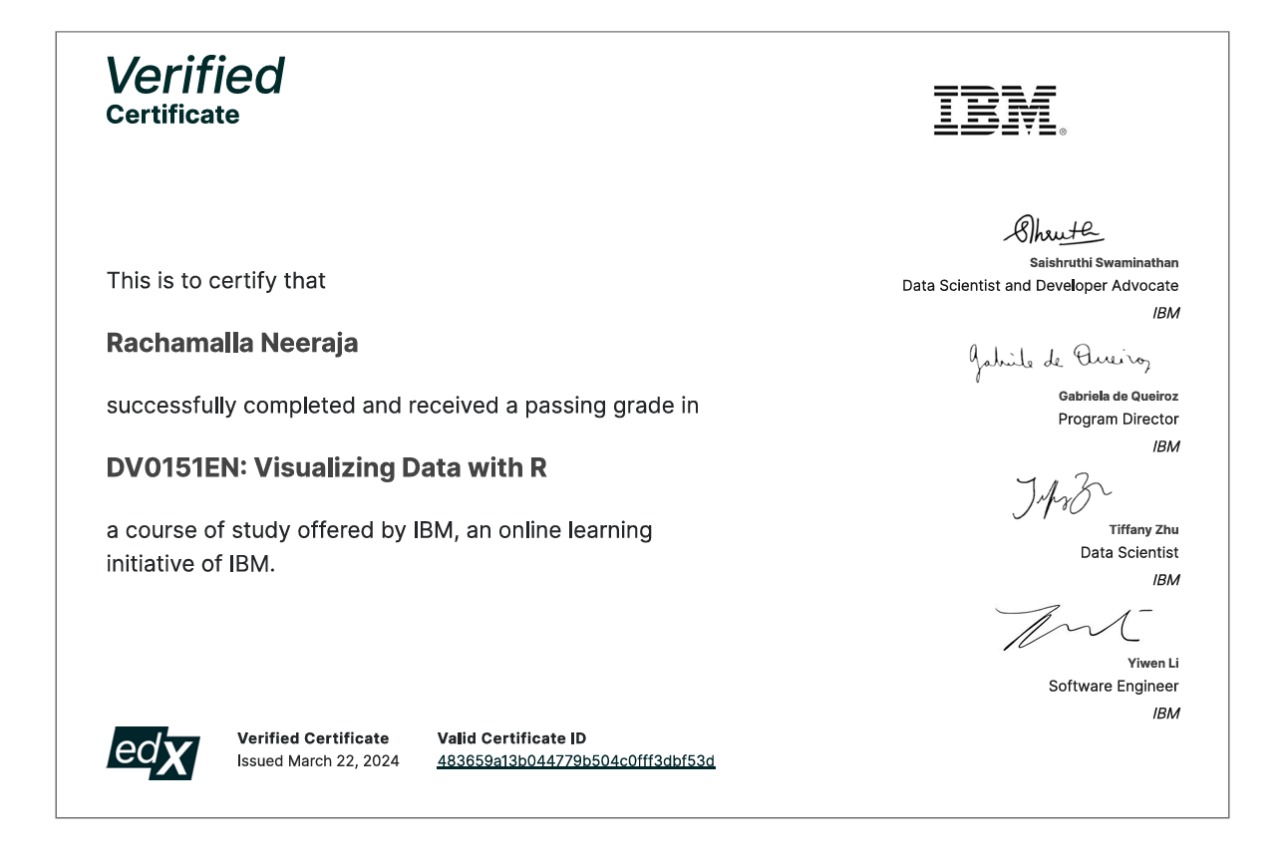 Verified
Certificate
IBM
This is to certify that
Rachamalla Neeraja
successfully completed and received a passing grade in
DV0151EN: Visualizing Data with R
a course of study offered by IBM, an online learning
initiative of IBM.
Saishruthi Swaminathan
Data Scientist and Developer Advocate
IBM
Gabriela de Queiroz
Gabriela de Queiroz
Program Director
IBM
Tiffany Zhu
Data Scientist
IBM
Yiwen Li
Software Engineer
IBM
edX
Verified Certificate
Issued March 22, 2024
Valid Certificate ID
483659a13b044779b504c0fff3dbf53d